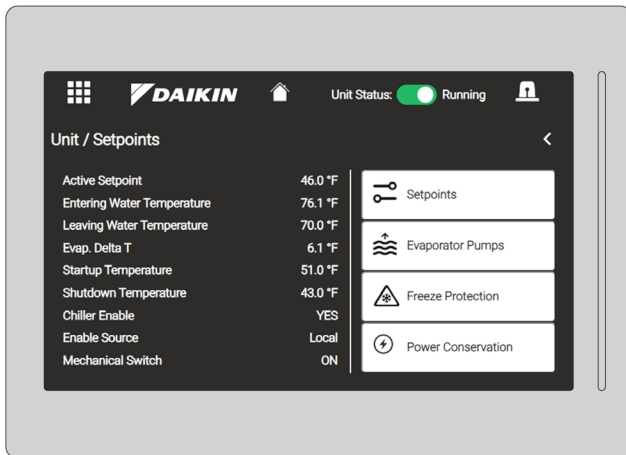 DAIKIN
Unit Status: Running
Unit / Setpoints
Active Setpoint 46.0 °F
Entering Water Temperature 76.1 °F
Leaving Water Temperature 70.0 °F
Evap. Delta T 6.1 °F
Startup Temperature 51.0 °F
Shutdown Temperature 43.0 °F
Chiller Enable YES
Enable Source Local
Mechanical Switch ON
Setpoints
Evaporator Pumps
Freeze Protection
Power Conservation